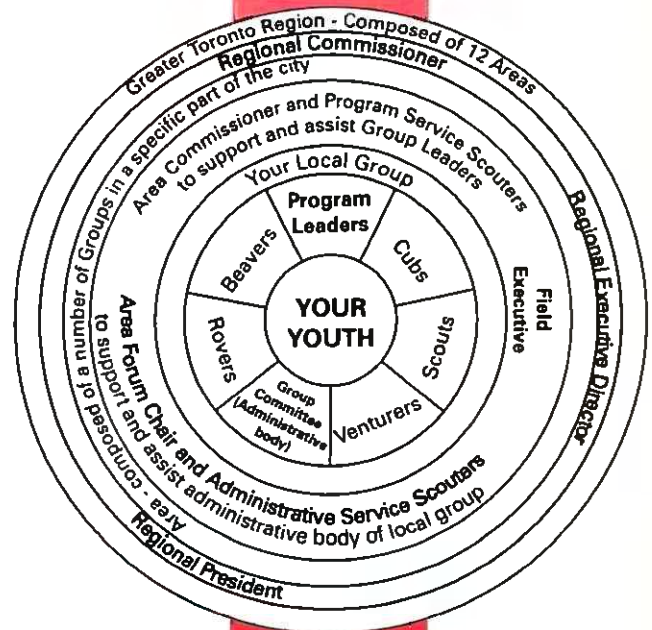 Greater Toronto Region - Composed of 12 Areas
Regional Commissioner
Regional Executive Director
Regional President
Area - composed of a number of Groups in a specific part of the city
Area Commissioner and Program Service Scouters
to support and assist Group Leaders
Field
Executive
Area Forum Chair and Administrative Service Scouters
to support and assist administrative body of local group
Your Local Group
Program
Leaders
Cubs
Scouts
Venturers
Group
Committee
(Administrative
body)
Rovers
Beavers
YOUR
YOUTH